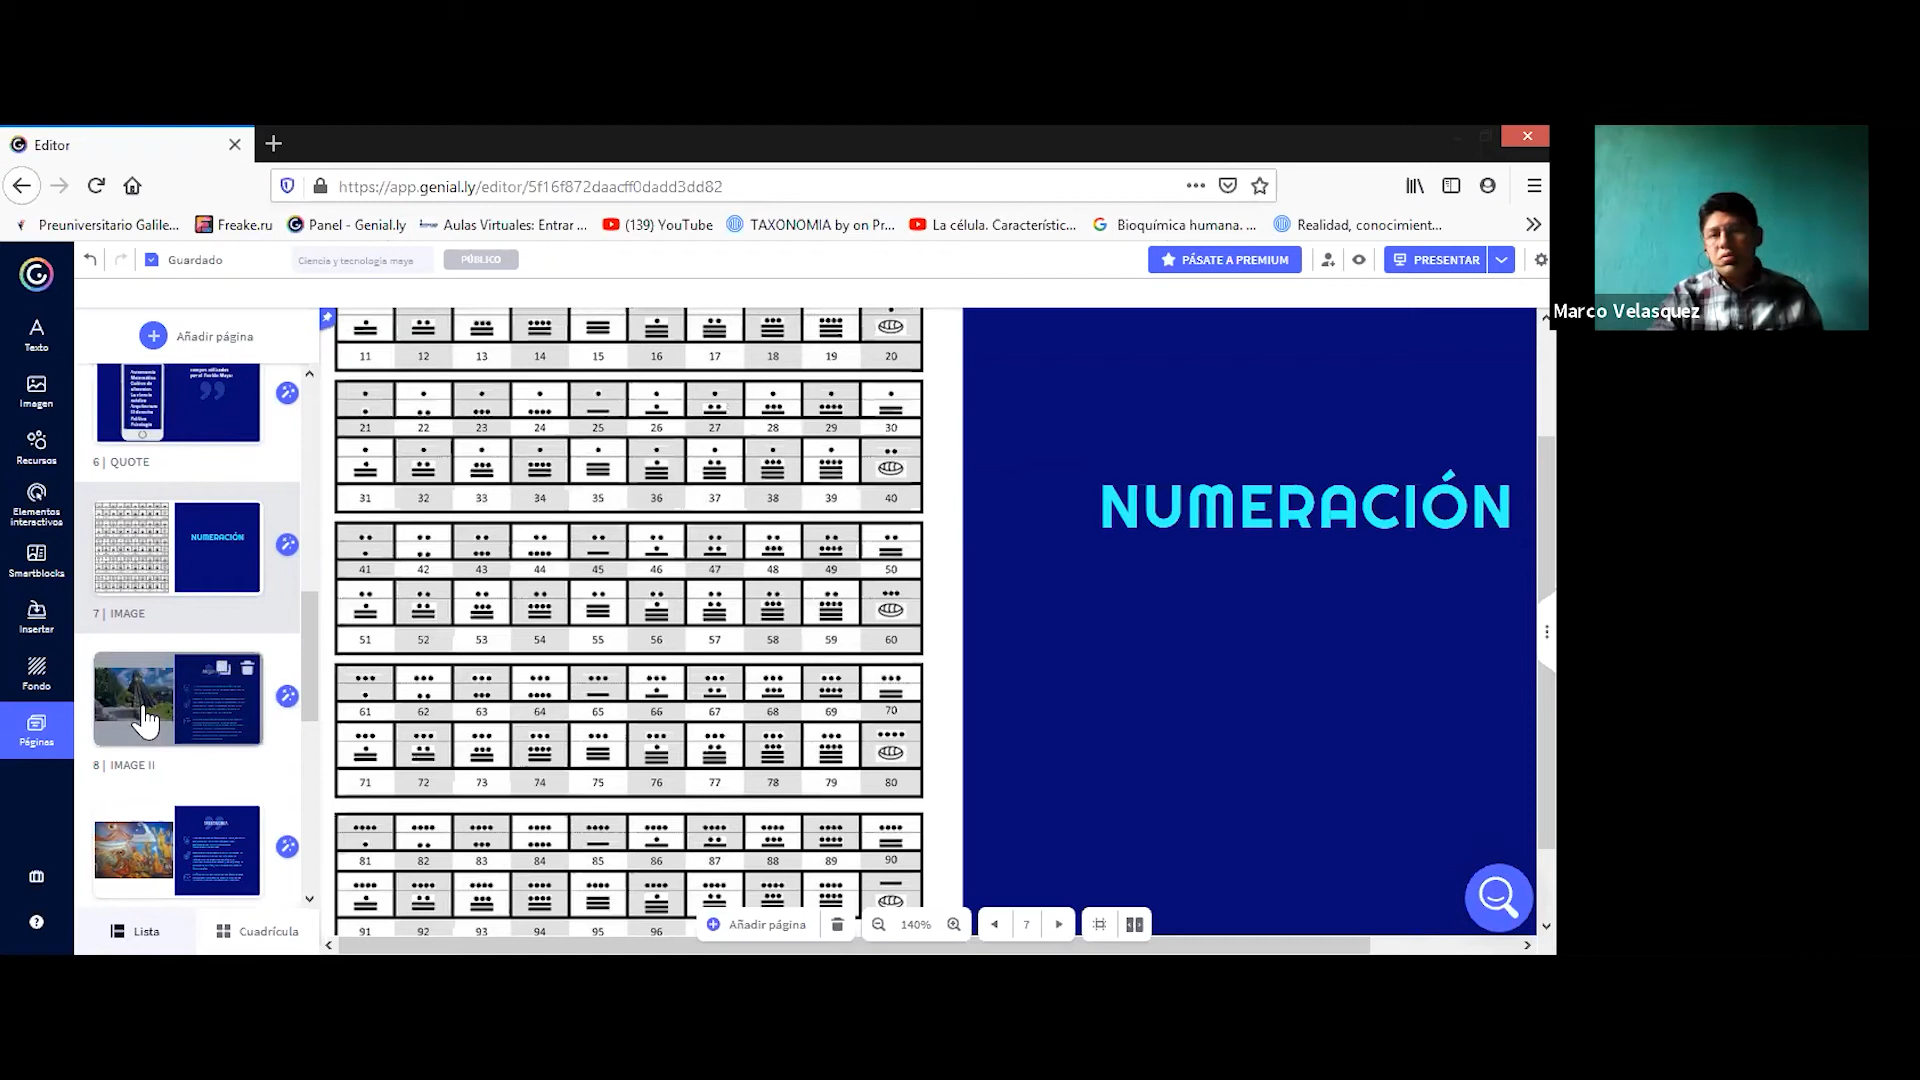 Editor
https://app.genial.ly/editor/5f16f872daacff0dadd3dd82
Preuniversitario Galile...
Freake.ru
Panel - Genial.ly
Aulas Virtuales: Entrar ...
(139) YouTube
TAXONOMIA by on Pr...
La célula. Característic...
Bioquímica humana. ...
Realidad, conocimient...
Guardado
Ciencia y tecnologia maya
PÚBLICO
PÁSATE A PREMIUM
PRESENTAR
Marco Velasquez
Texto
Imagen
Recursos
Elementos
interactivos
Smartblocks
Insertar
Fondo
Páginas
Añadir página
6 | QUOTE
NUMERACIÓN
7 | IMAGE
8 | IMAGE II
Lista
Cuadrícula
11 12 13 14 15 16 17 18 19 20
21 22 23 24 25 26 27 28 29 30
31 32 33 34 35 36 37 38 39 40
41 42 43 44 45 46 47 48 49 50
51 52 53 54 55 56 57 58 59 60
61 62 63 64 65 66 67 68 69 70
71 72 73 74 75 76 77 78 79 80
81 82 83 84 85 86 87 88 89 90
91 92 93 94 95 96
NUMERACIÓN
Añadir página
140%
7